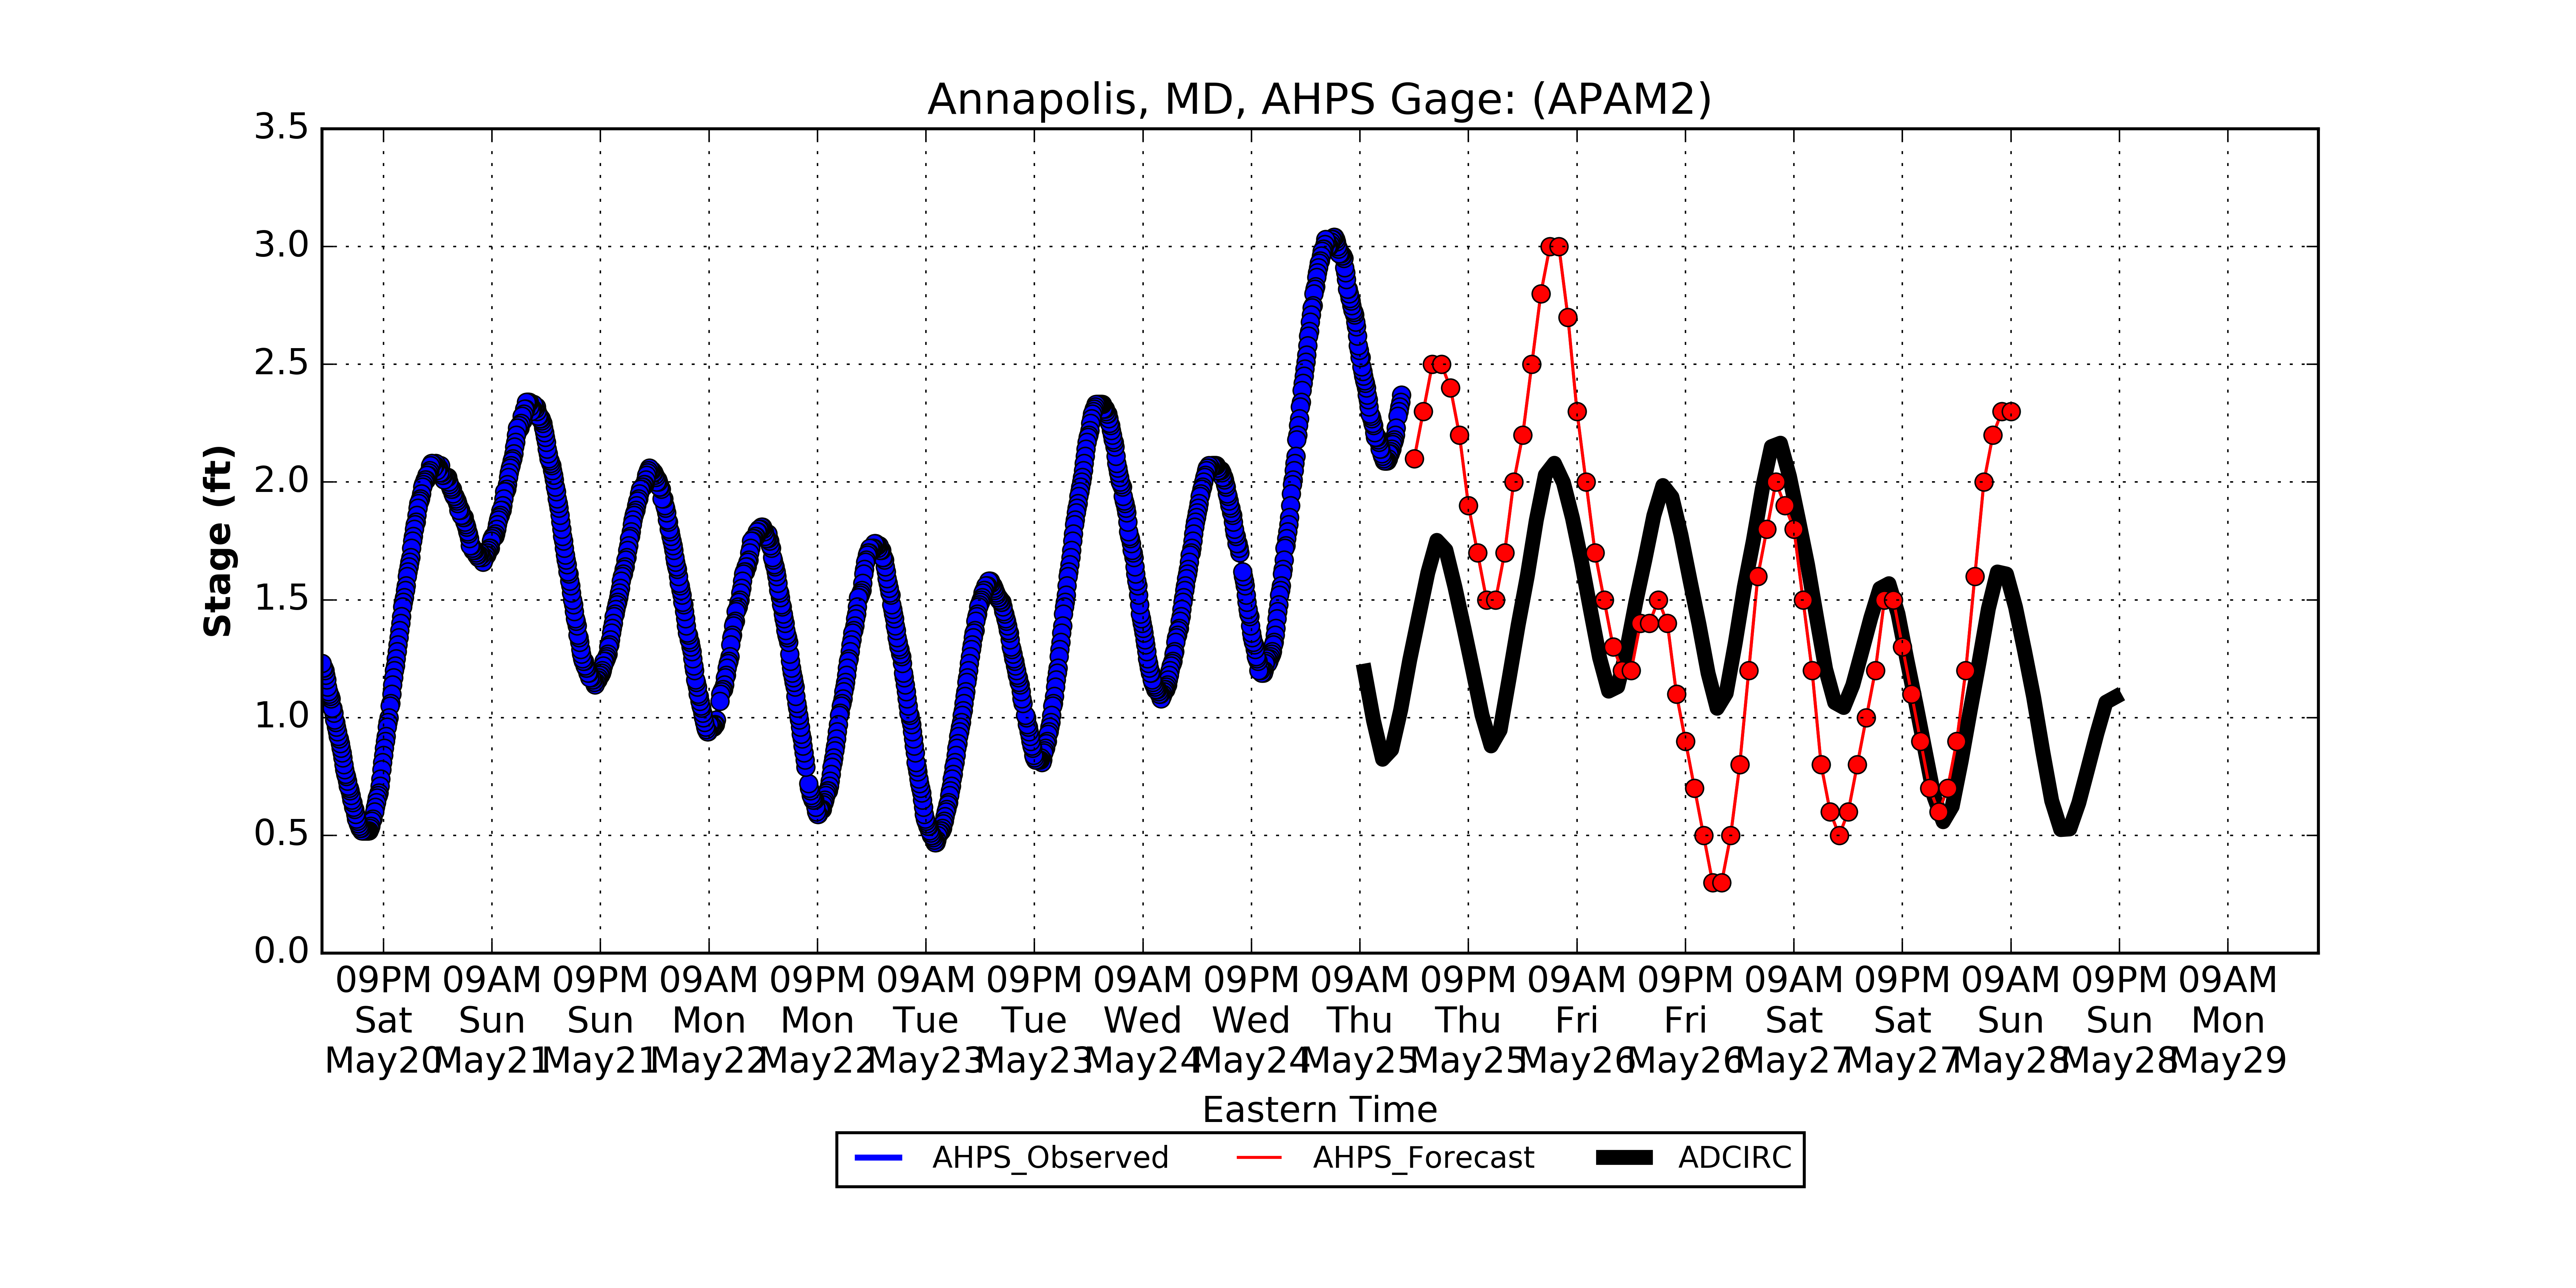 Annapolis, MD, AHPS Gage: (APAM2)
3.5
3.0
2.5
2.0
1.5
1.0
0.5
0.0
Stage (ft)
09PM 09AM 09PM 09AM 09PM 09AM 09PM 09AM 09PM 09AM 09PM 09AM 09PM 09AM 09PM 09AM 09PM 09AM
Sat Sun Sun Mon Mon Tue Tue Wed Wed Thu Thu Fri Fri Sat Sat Sun Sun Mon
May20 May21 May21 May22 May22 May23 May23 May24 May24 May25 May25 May26 May26 May27 May27 May28 May28 May29
Eastern Time
AHPS_Observed AHPS_Forecast ADCIRC